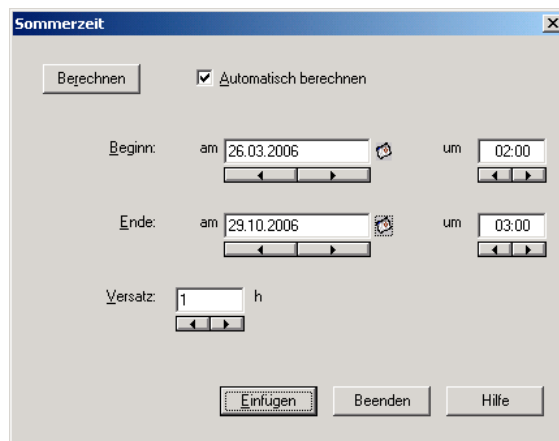 Sommerzeit
Berechnen Automatisch berechnen
Beginn: am 26.03.2006 um 02:00
Ende: am 29.10.2006 um 03:00
Versatz: 1 h
Einfügen Beenden Hilfe